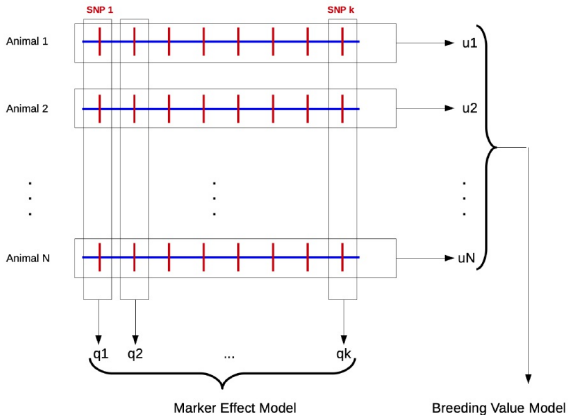 SNP 1 SNP k
Animal 1 u1
Animal 2 u2
. . .
. . .
. . .
Animal N uN
q1 q2 ... qk
Marker Effect Model Breeding Value Model